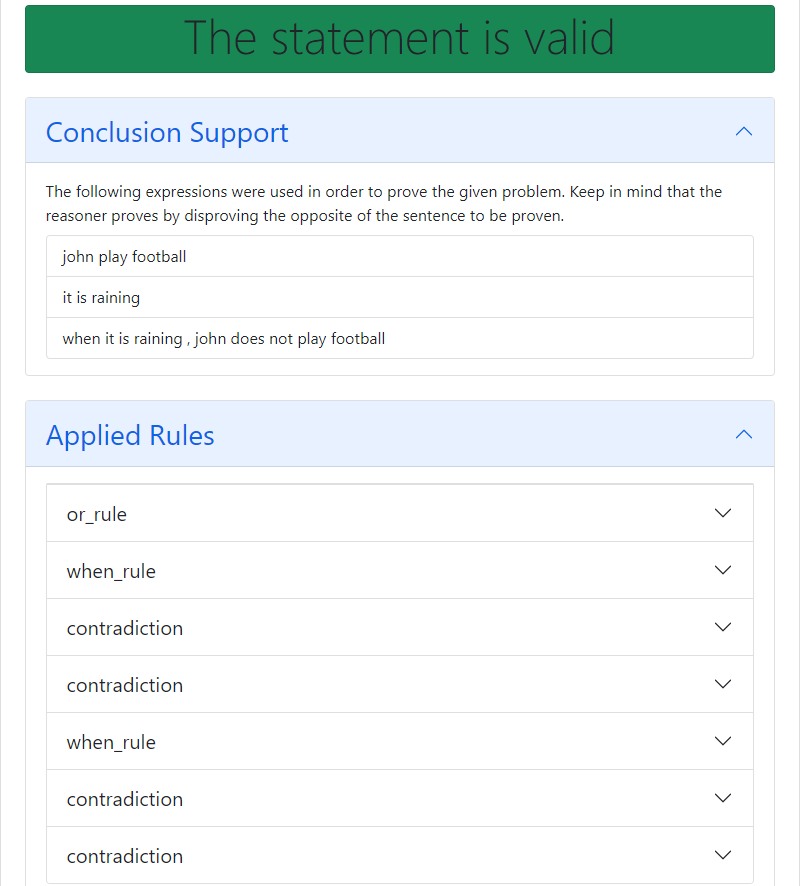 The statement is valid
Conclusion Support
The following expressions were used in order to prove the given problem. Keep in mind that the
reasoner proves by disproving the opposite of the sentence to be proven.
john play football
it is raining
when it is raining , john does not play football
Applied Rules
or_rule
when_rule
contradiction
contradiction
when_rule
contradiction
contradiction